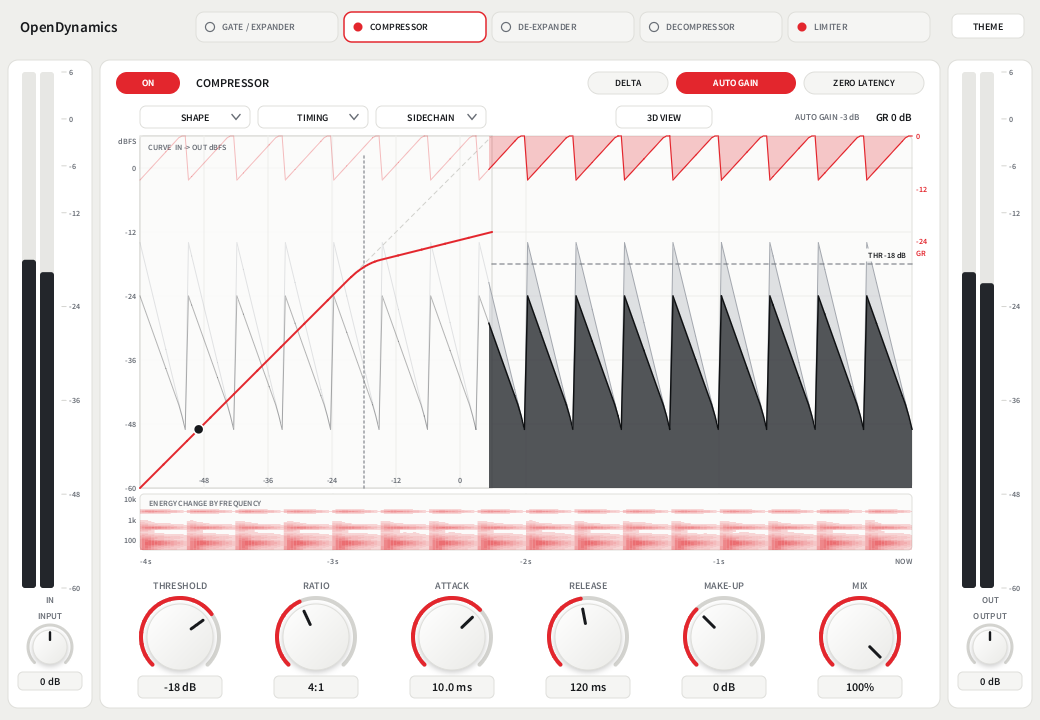 OpenDynamics
GATE / EXPANDER
COMPRESSOR
DE-EXPANDER
DECOMPRESSOR
LIMITER
THEME
ON
COMPRESSOR
DELTA
AUTO GAIN
ZERO LATENCY
SHAPE
TIMING
SIDECHAIN
3D VIEW
AUTO GAIN -3 dB
GR 0 dB
6
0
-6
-12
-24
-36
-48
-60
IN
INPUT
0 dB
dBFS
0
-12
-24
-36
-48
-60
CURVE IN -> OUT dBFS
-48
-36
-24
-12
0
THR -18 dB
0
-12
-24
GR
10k
1k
100
ENERGY CHANGE BY FREQUENCY
-4s
-3s
-2s
-1s
NOW
THRESHOLD
RATIO
ATTACK
RELEASE
MAKE-UP
MIX
-18 dB
4:1
10.0 ms
120 ms
0 dB
100%
6
0
-6
-12
-24
-36
-48
-60
OUT
OUTPUT
0 dB